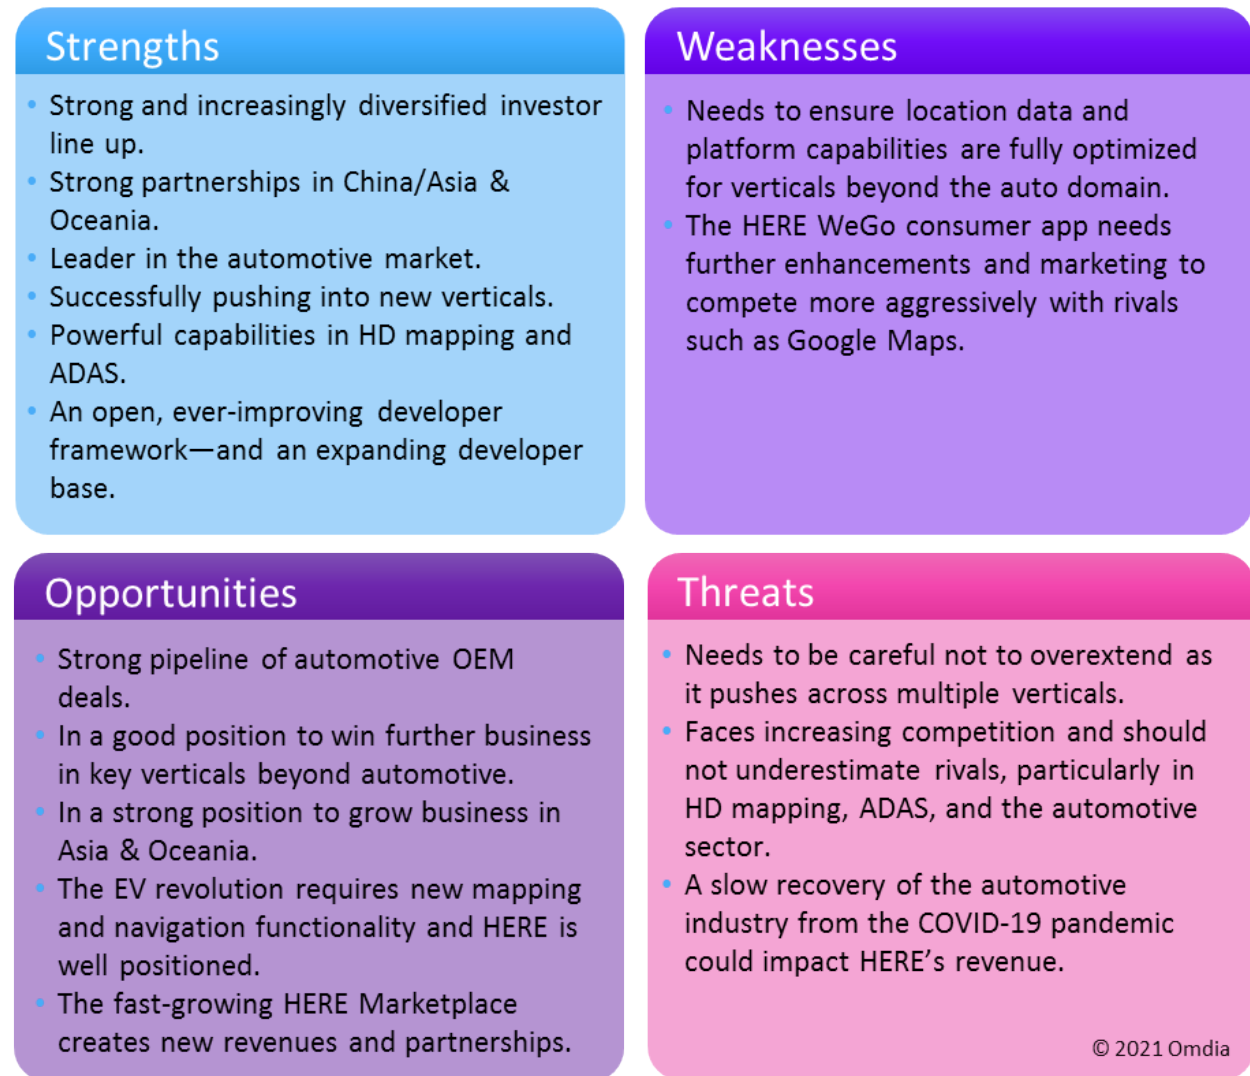 Strengths
• Strong and increasingly diversified investor
line up.
• Strong partnerships in China/Asia &
Oceania.
• Leader in the automotive market.
• Successfully pushing into new verticals.
• Powerful capabilities in HD mapping and
ADAS.
• An open, ever-improving developer
framework—and an expanding developer
base.
Weaknesses
• Needs to ensure location data and
platform capabilities are fully optimized
for verticals beyond the auto domain.
• The HERE WeGo consumer app needs
further enhancements and marketing to
compete more aggressively with rivals
such as Google Maps.
Opportunities
• Strong pipeline of automotive OEM
deals.
• In a good position to win further business
in key verticals beyond automotive.
• In a strong position to grow business in
Asia & Oceania.
• The EV revolution requires new mapping
and navigation functionality and HERE is
well positioned.
• The fast-growing HERE Marketplace
creates new revenues and partnerships.
Threats
• Needs to be careful not to overextend as
it pushes across multiple verticals.
• Faces increasing competition and should
not underestimate rivals, particularly in
HD mapping, ADAS, and the automotive
sector.
• A slow recovery of the automotive
industry from the COVID-19 pandemic
could impact HERE’s revenue.
© 2021 Omdia